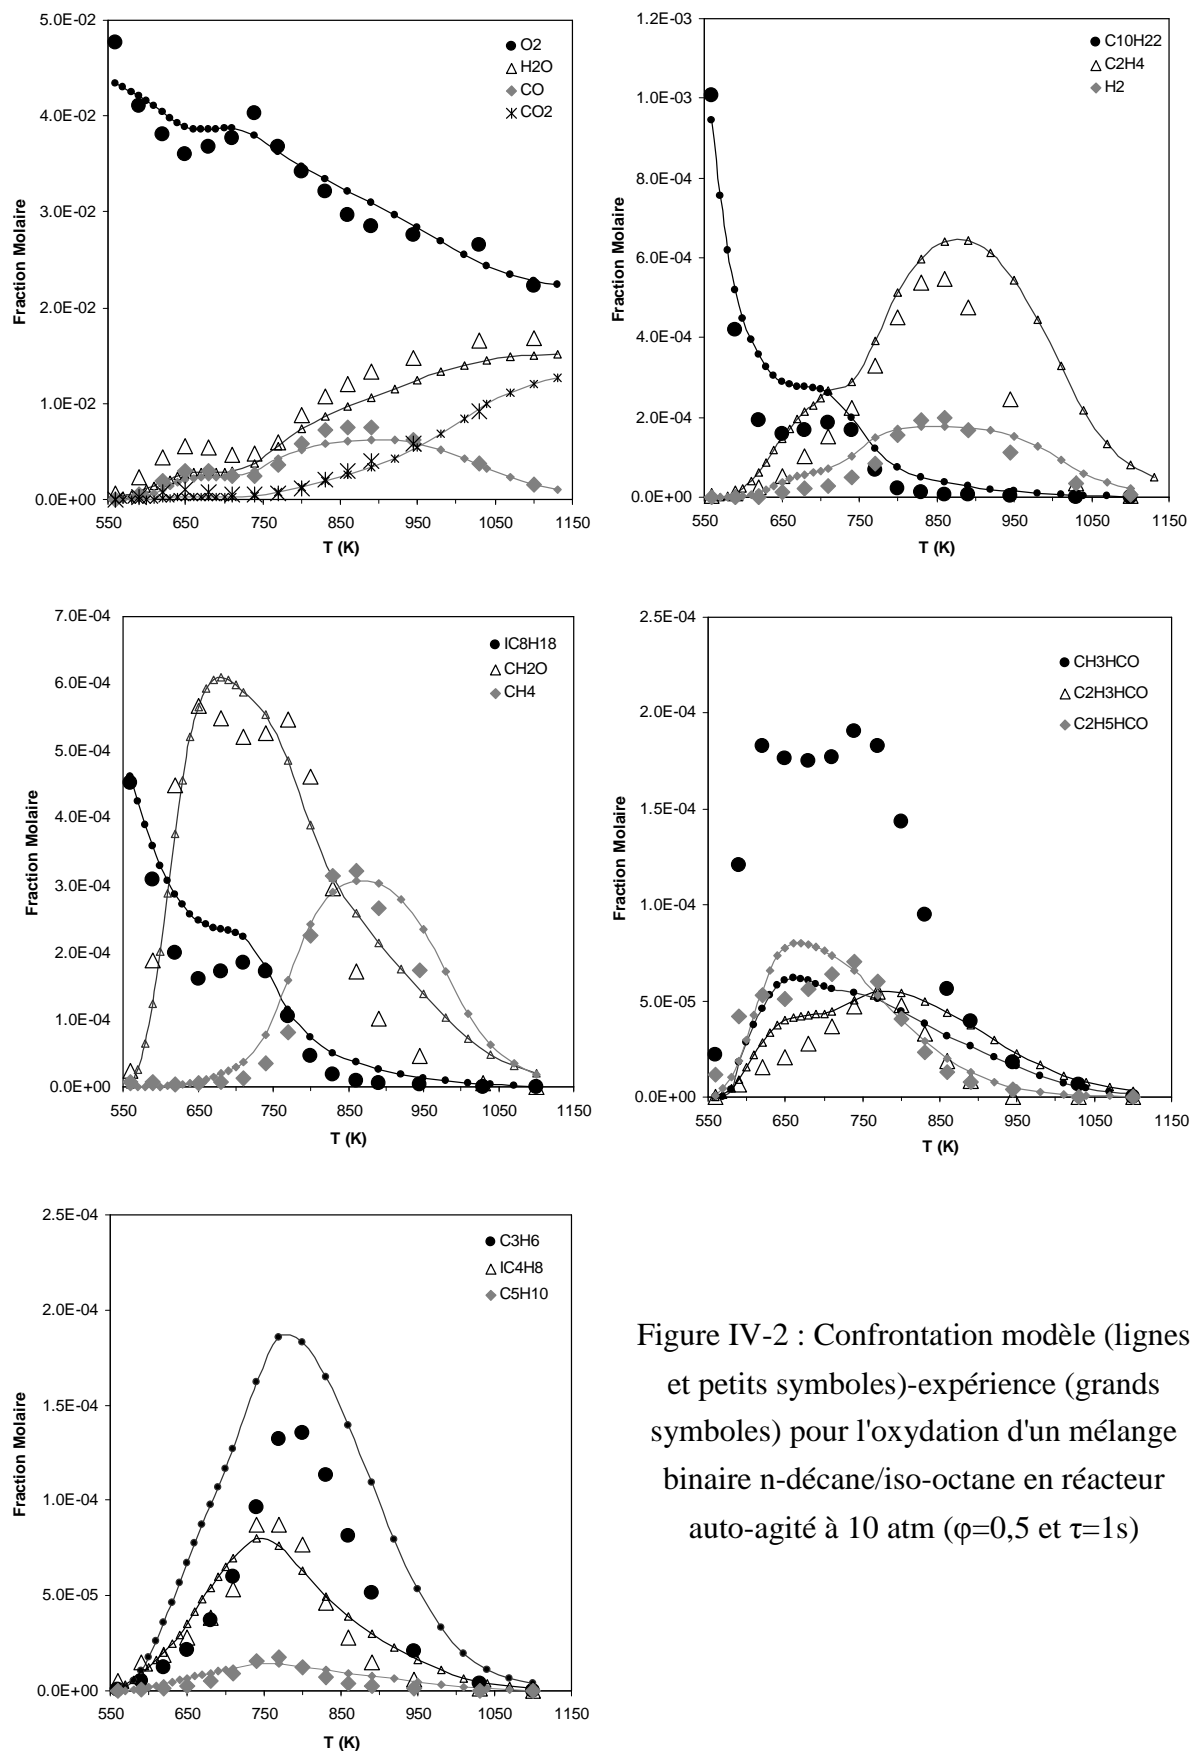 5.0E-02
4.0E-02
3.0E-02
2.0E-02
1.0E-02
0.0E+00
Fraction Molaire
O2
H2O
CO
CO2
550 650 750 850 950 1050 1150
T (K)
1.2E-03
1.0E-03
8.0E-04
6.0E-04
4.0E-04
2.0E-04
0.0E+00
Fraction Molaire
C10H22
C2H4
H2
550 650 750 850 950 1050 1150
T (K)
7.0E-04
6.0E-04
5.0E-04
4.0E-04
3.0E-04
2.0E-04
1.0E-04
0.0E+00
Fraction Molaire
IC8H18
CH2O
CH4
550 650 750 850 950 1050 1150
T (K)
2.5E-04
2.0E-04
1.5E-04
1.0E-04
5.0E-05
0.0E+00
Fraction Molaire
CH3HCO
C2H3HCO
C2H5HCO
550 650 750 850 950 1050 1150
T (K)
2.5E-04
2.0E-04
1.5E-04
1.0E-04
5.0E-05
0.0E+00
Fraction Molaire
C3H6
IC4H8
C5H10
550 650 750 850 950 1050 1150
T (K)
Figure IV-2 : Confrontation modèle (lignes
et petits symboles)-expérience (grands
symboles) pour l'oxydation d'un mélange
binaire n-décane/iso-octane en réacteur
auto-agité à 10 atm (φ=0,5 et τ=1s)